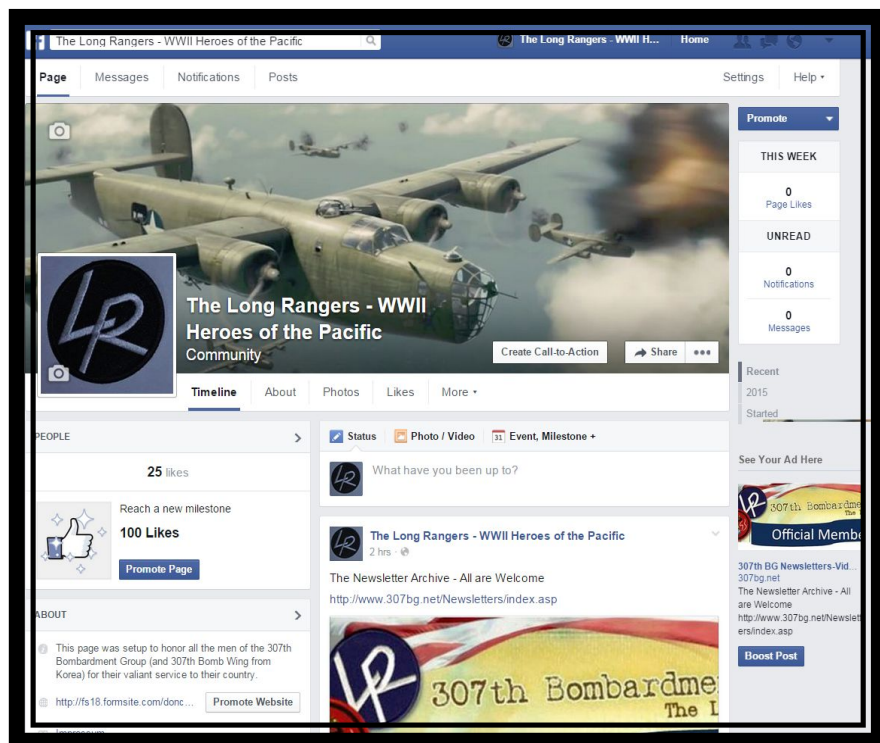 The Long Rangers - WWII Heroes of the Pacific
The Long Rangers - WWII H... Home
Page Messages Notifications Posts Settings Help
Promote
THIS WEEK
0
Page Likes
UNREAD
0
Notifications
0
Messages
Recent
2015
Started
LR
The Long Rangers - WWII
Heroes of the Pacific
Community
Create Call-to-Action Share
Timeline About Photos Likes More
PEOPLE
25 likes
Reach a new milestone
100 Likes
Promote Page
ABOUT
This page was setup to honor all the men of the 307th
Bombardment Group (and 307th Bomb Wing from
Korea) for their valiant service to their country.
http://fs18.formsite.com/donc... Promote Website
Impressum
Status Photo / Video 31 Event, Milestone +
LR
What have you been up to?
LR
The Long Rangers - WWII Heroes of the Pacific
2 hrs
The Newsletter Archive - All are Welcome
http://www.307bg.net/Newsletters/index.asp
LR
307th Bombardme
The L
See Your Ad Here
LR
307th Bombardme
The
Official Membe
307th BG Newsletters-Vid...
307bg.net
The Newsletter Archive - All
are Welcome
http://www.307bg.net/Newslett
ers/index.asp
Boost Post